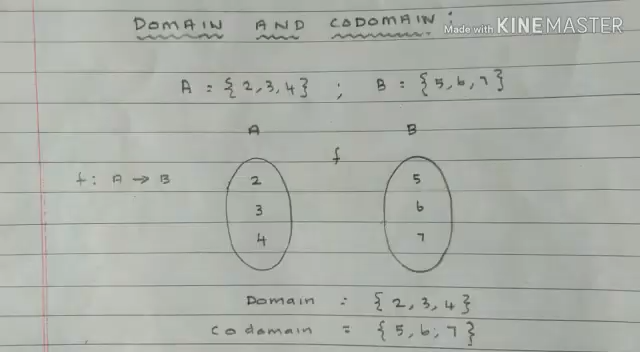 DOMAIN AND CODOMAIN:
Made with KINEMASTER
A = {2,3,4} ; B = {5,6,7}
A B
f
f: A → B 2 5
3 6
4 7
Domain : {2,3,4}
Codomain = {5,6,7}